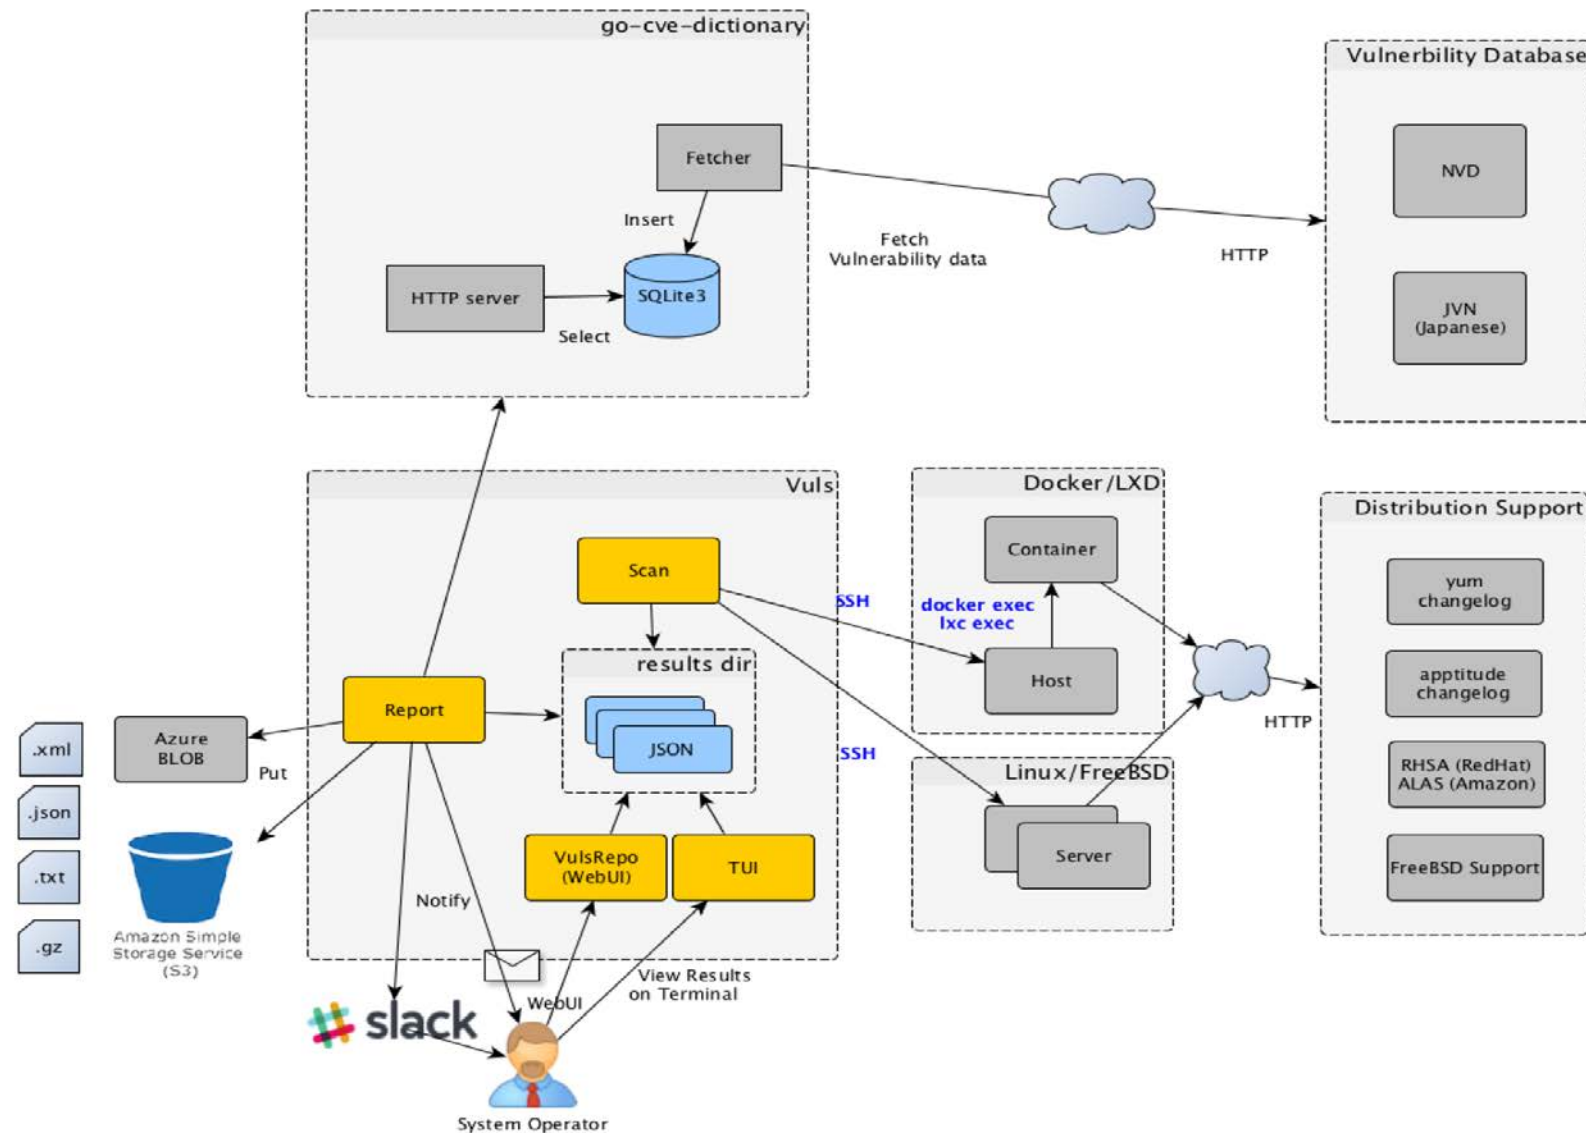 go-cve-dictionary
Vulnerbility Database
Fetcher
NVD
Insert
Fetch
Vulnerability data
HTTP
HTTP server
SQLite3
Select
JVN
(Japanese)
Vuls
Docker/LXD
Distribution Support
Scan
Container
SSH
docker exec
lxc exec
yum
changelog
results dir
Host
apptitude
changelog
Report
HTTP
.xml
Azure
BLOB
Put
JSON
SSH
Linux/FreeBSD
RHSA (RedHat)
ALAS (Amazon)
.json
VulsRepo
(WebUI)
TUI
Server
FreeBSD Support
.txt
Notify
.gz
Amazon Simple
Storage Service
(S3)
View Results
on Terminal
WebUI
slack
System Operator